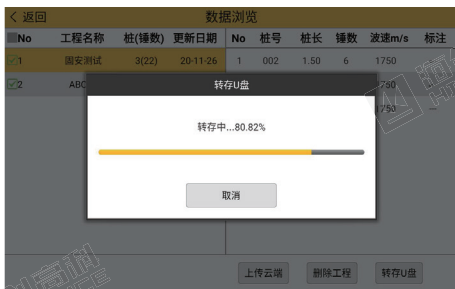 < 返回
数据浏览
No 工程名称 桩(锤数) 更新日期 No 桩号 桩长 锤数 波速m/s 标注
1 固安测试 3(22) 20-11-26 1 002 1.50 6 1750
2 ABC
1750
转存U盘
转存中...80.82%
取消
上传云端 删除工程 转存U盘